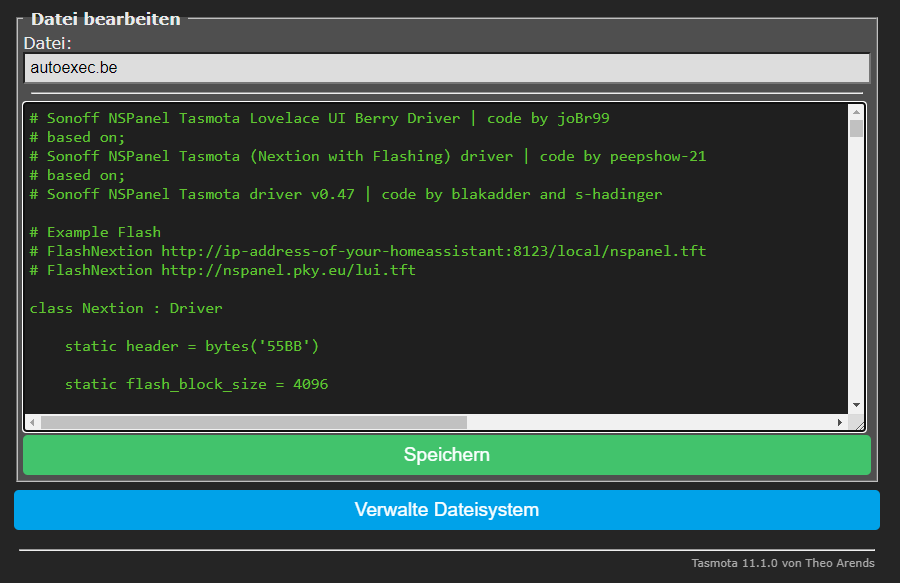 Datei bearbeiten
Datei:
autoexec.be
# Sonoff NSPanel Tasmota Lovelace UI Berry Driver | code by joBr99
# based on;
# Sonoff NSPanel Tasmota (Nextion with Flashing) driver | code by peepshow-21
# based on;
# Sonoff NSPanel Tasmota driver v0.47 | code by blakadder and s-hadinger
# Example Flash
# FlashNextion http://ip-address-of-your-homeassistant:8123/local/nspanel.tft
# FlashNextion http://nspanel.pky.eu/lui.tft
class Nextion : Driver
static header = bytes('55BB')
static flash_block_size = 4096
Speichern
Verwalte Dateisystem
Tasmota 11.1.0 von Theo Arends